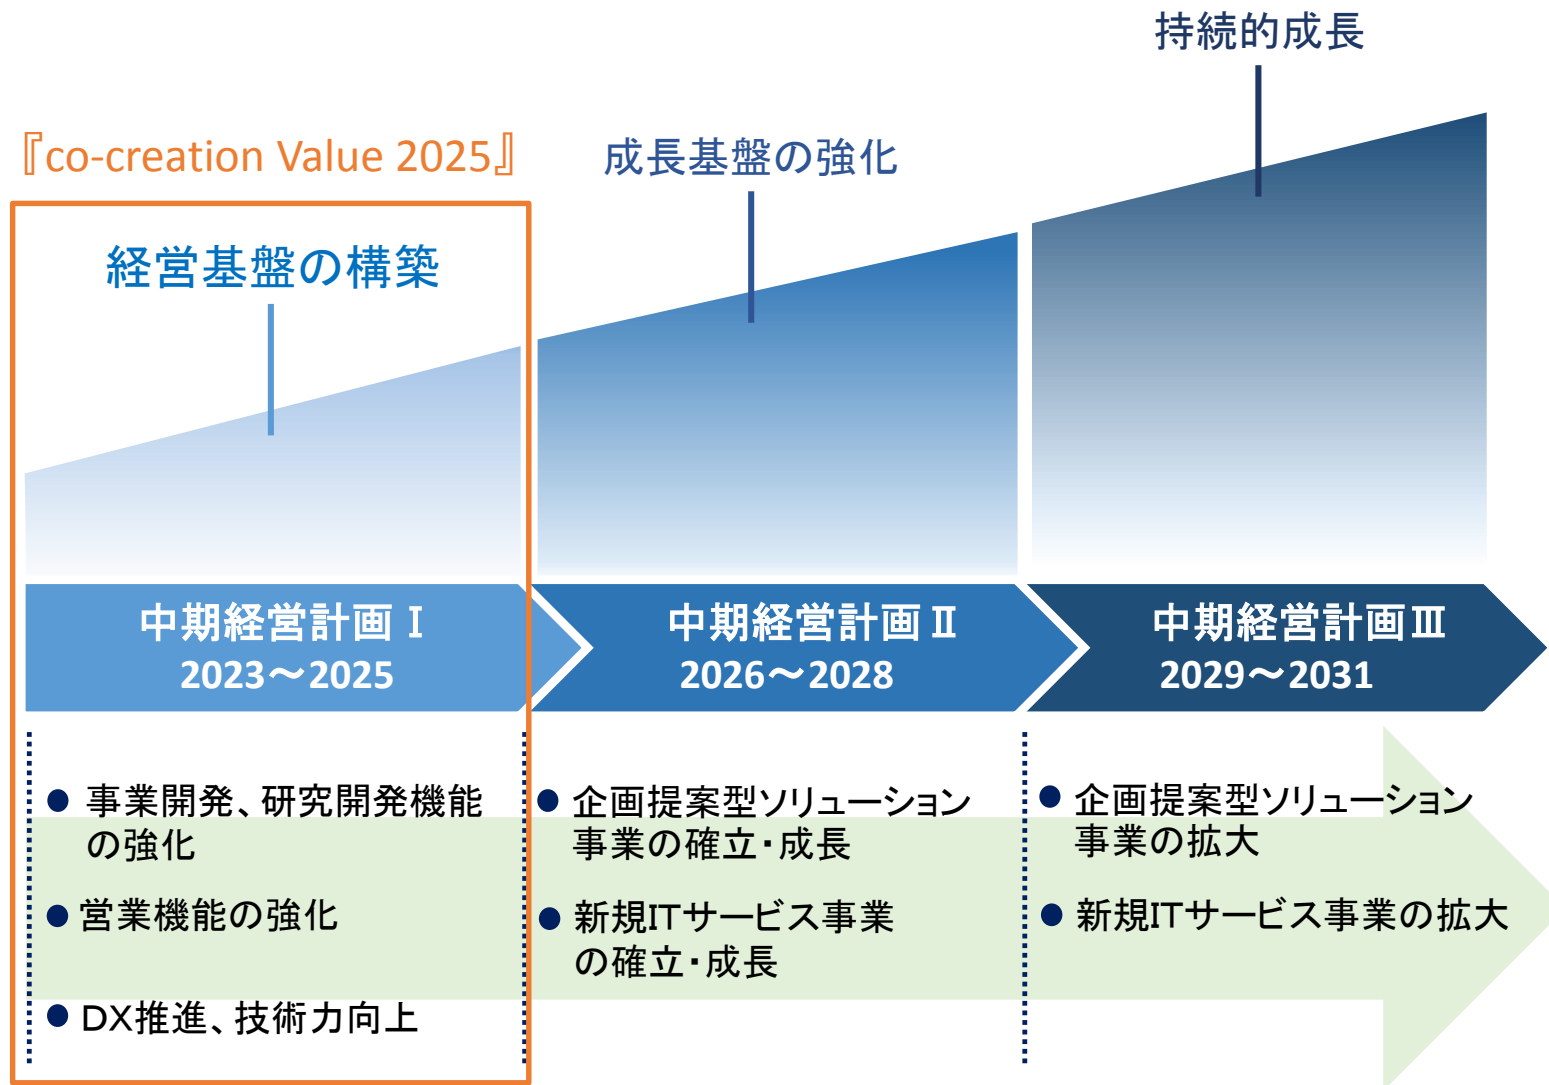 持続的成長
『co-creation Value 2025』
成長基盤の強化
経営基盤の構築
中期経営計画Ⅰ
2023～2025
中期経営計画Ⅱ
2026～2028
中期経営計画Ⅲ
2029～2031
● 事業開発、研究開発機能
の強化
● 営業機能の強化
● DX推進、技術力向上
● 企画提案型ソリューション
事業の確立・成長
● 新規ITサービス事業
の確立・成長
● 企画提案型ソリューション
事業の拡大
● 新規ITサービス事業の拡大